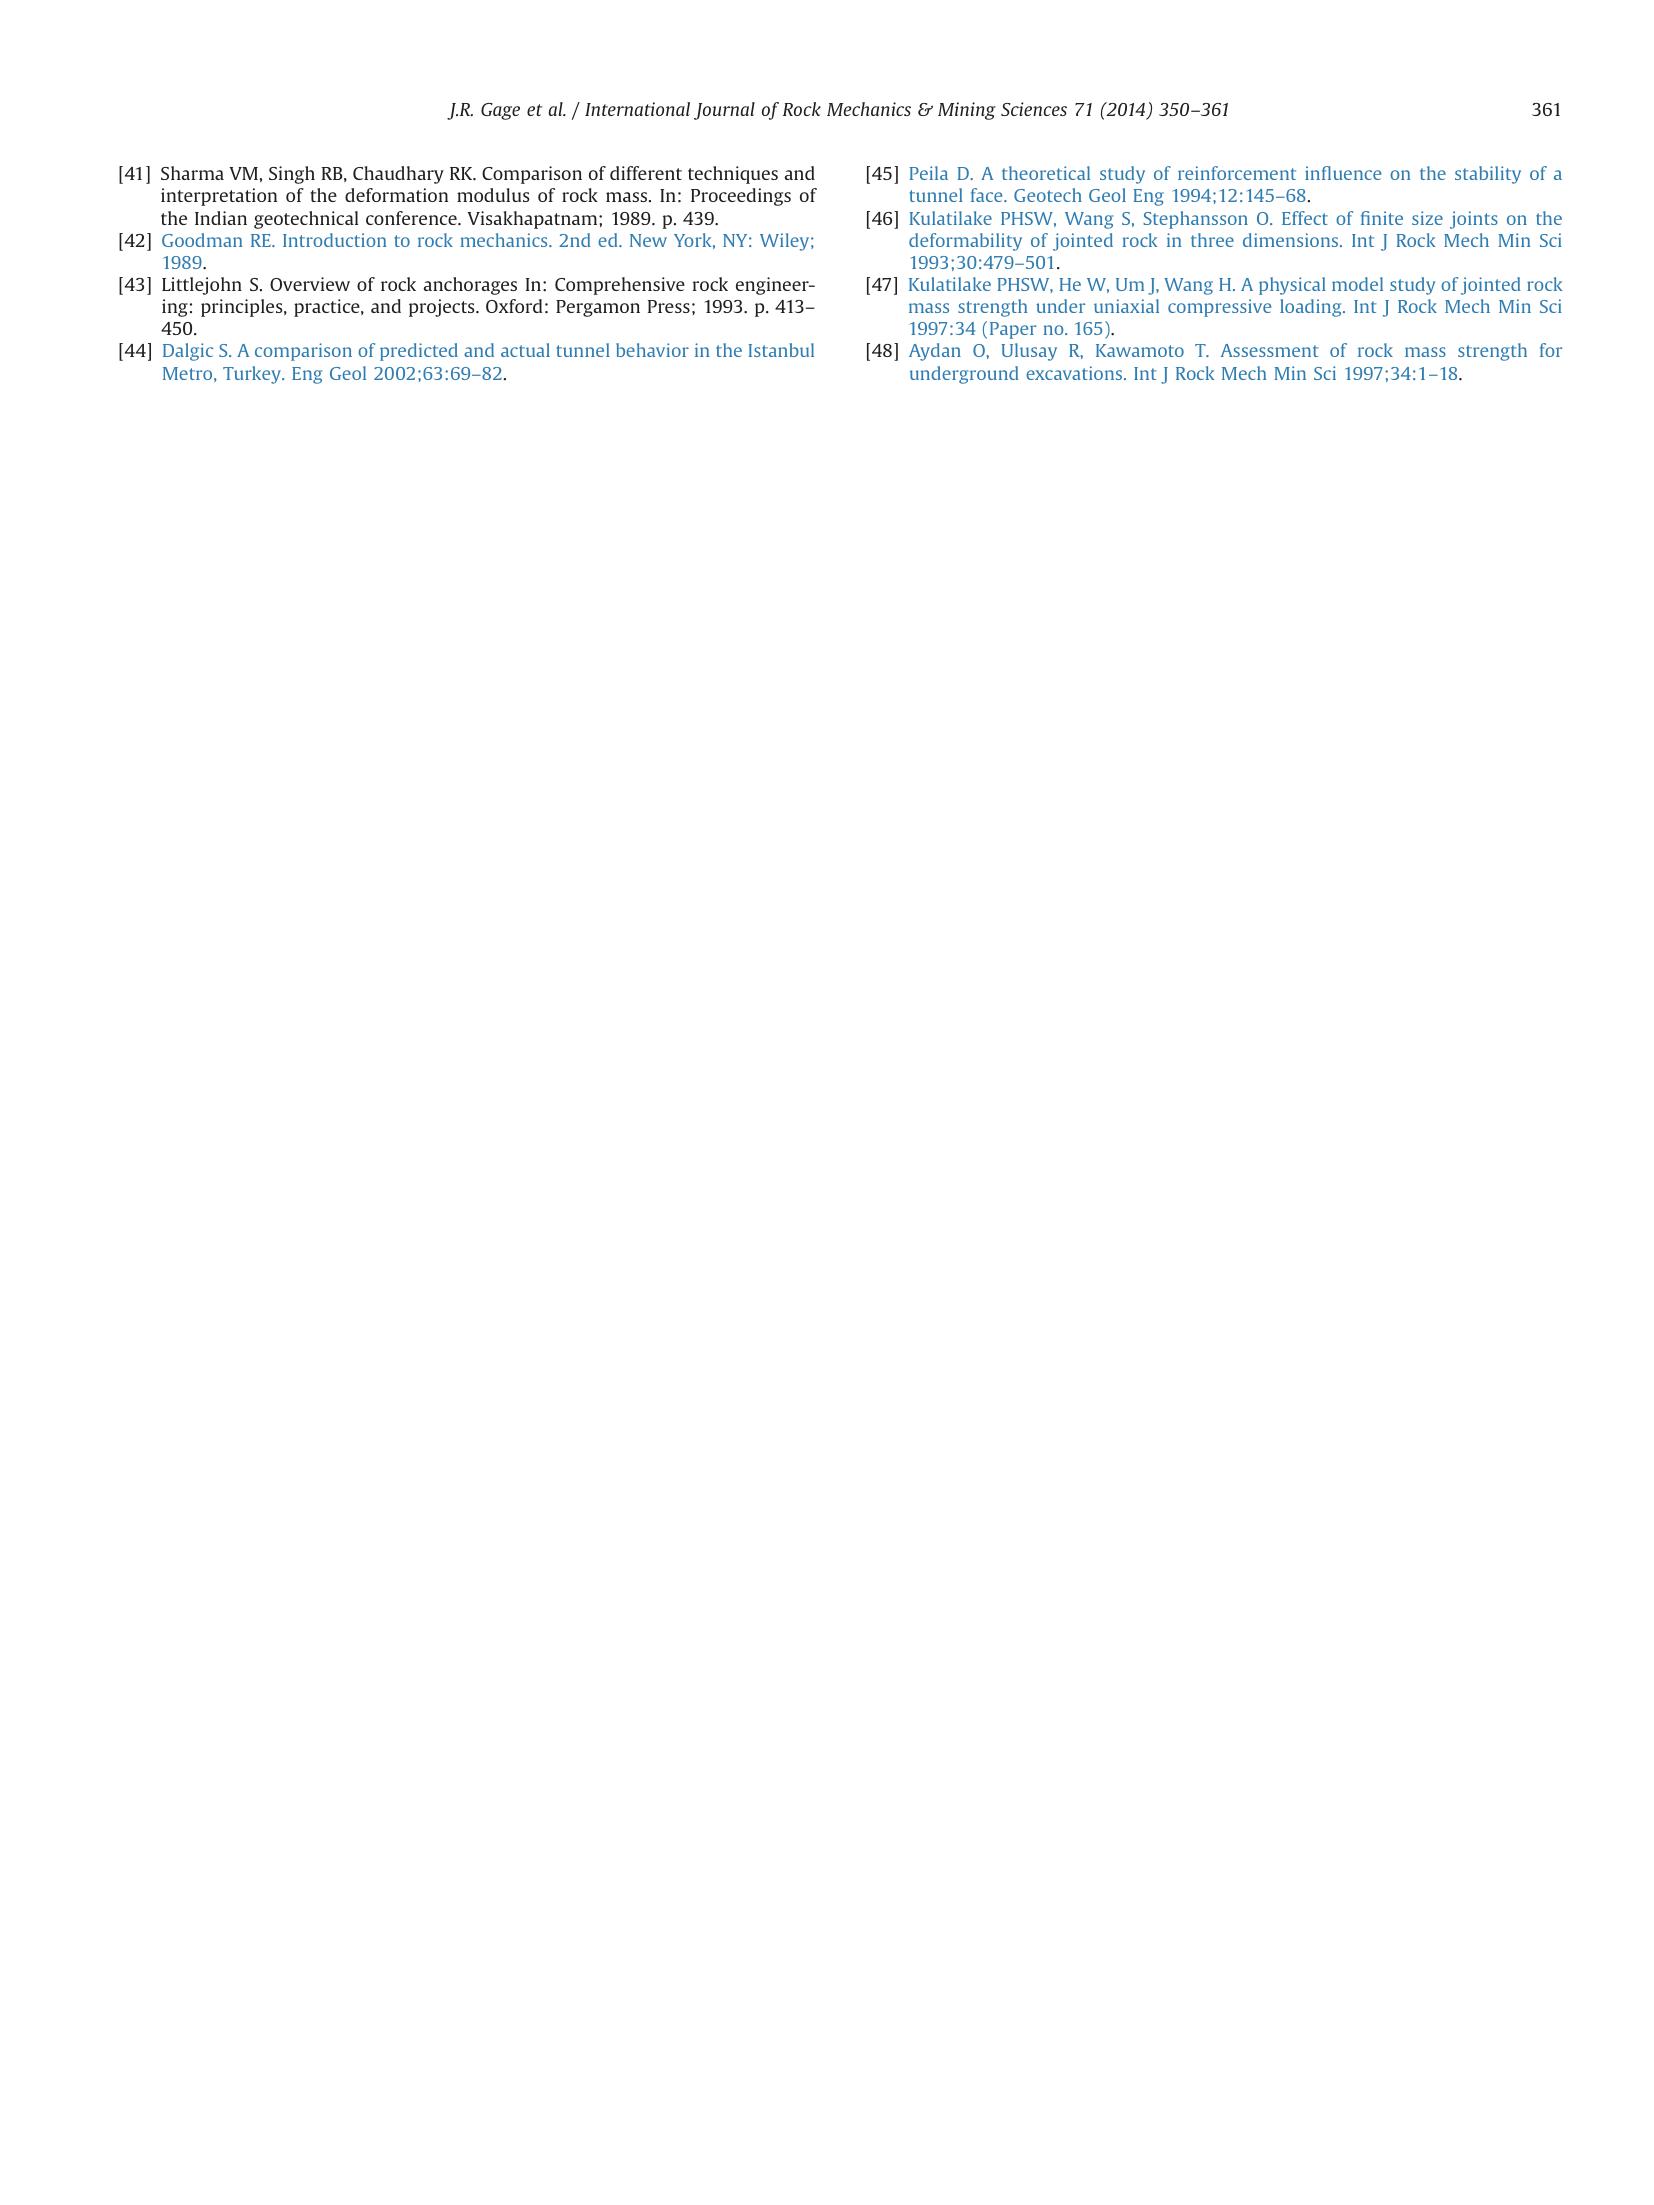 J.R. Gage et al. / International Journal of Rock Mechanics & Mining Sciences 71 (2014) 350–361
361
[41] Sharma VM, Singh RB, Chaudhary RK. Comparison of different techniques and
interpretation of the deformation modulus of rock mass. In: Proceedings of
the Indian geotechnical conference. Visakhapatnam; 1989. p. 439.
[42] Goodman RE. Introduction to rock mechanics. 2nd ed. New York, NY: Wiley;
1989.
[43] Littlejohn S. Overview of rock anchorages In: Comprehensive rock engineer-
ing: principles, practice, and projects. Oxford: Pergamon Press; 1993. p. 413–
450.
[44] Dalgic S. A comparison of predicted and actual tunnel behavior in the Istanbul
Metro, Turkey. Eng Geol 2002;63:69–82.
[45] Peila D. A theoretical study of reinforcement influence on the stability of a
tunnel face. Geotech Geol Eng 1994;12:145–68.
[46] Kulatilake PHSW, Wang S, Stephansson O. Effect of finite size joints on the
deformability of jointed rock in three dimensions. Int J Rock Mech Min Sci
1993;30:479–501.
[47] Kulatilake PHSW, He W, Um J, Wang H. A physical model study of jointed rock
mass strength under uniaxial compressive loading. Int J Rock Mech Min Sci
1997:34 (Paper no. 165).
[48] Aydan O, Ulusay R, Kawamoto T. Assessment of rock mass strength for
underground excavations. Int J Rock Mech Min Sci 1997;34:1–18.